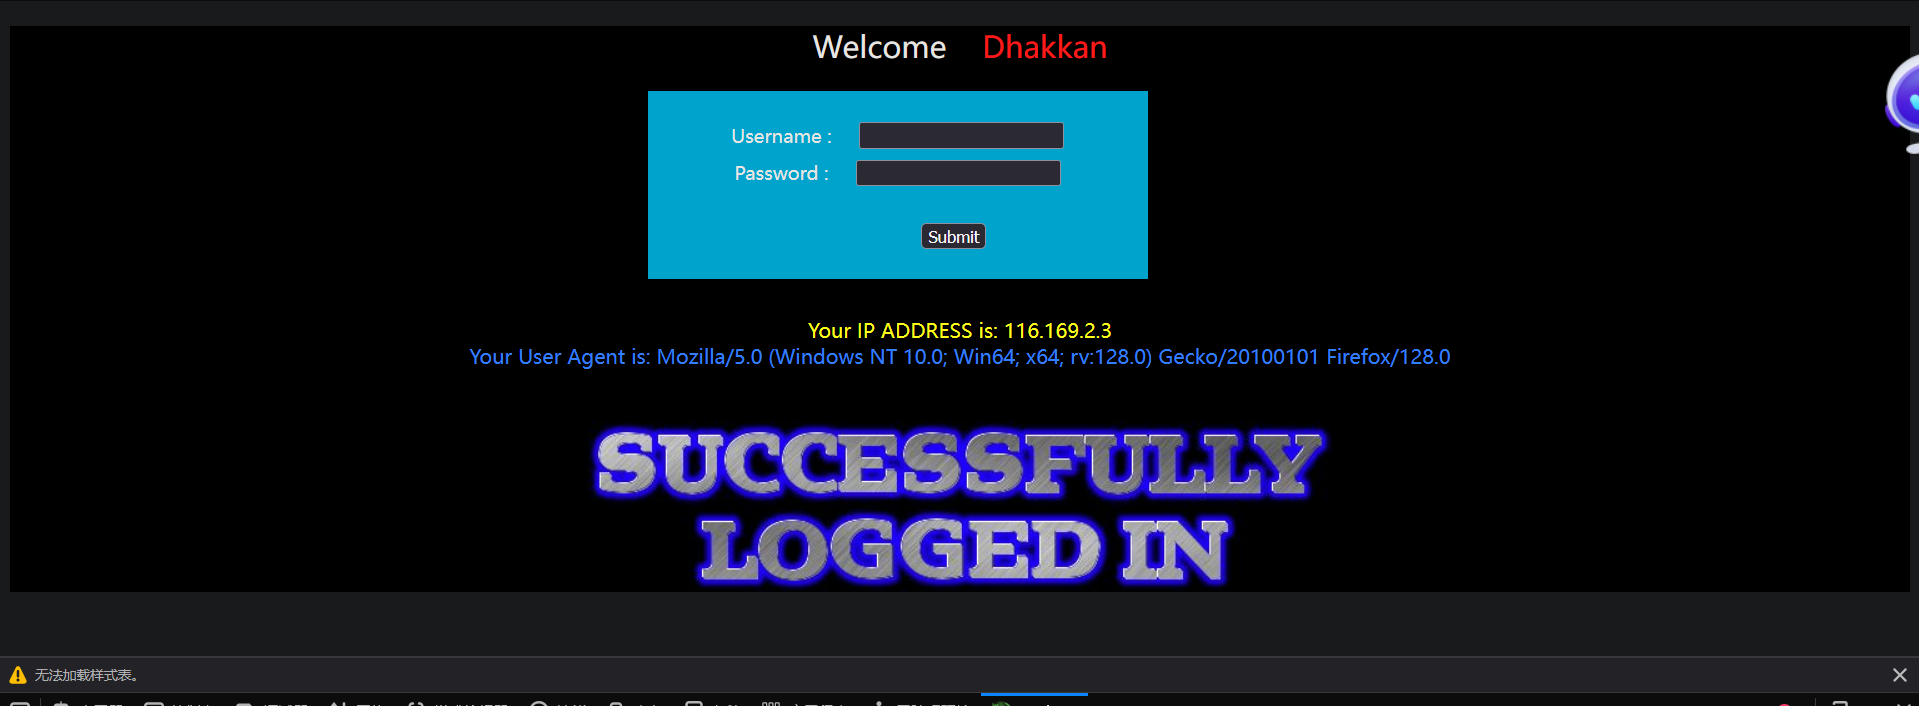 Welcome Dhakkan
Username :
Password :
Submit
Your IP ADDRESS is: 116.169.2.3
Your User Agent is: Mozilla/5.0 (Windows NT 10.0; Win64; x64; rv:128.0) Gecko/20100101 Firefox/128.0
SUCCESSFULLY
LOGGED IN
无法加载样式表。